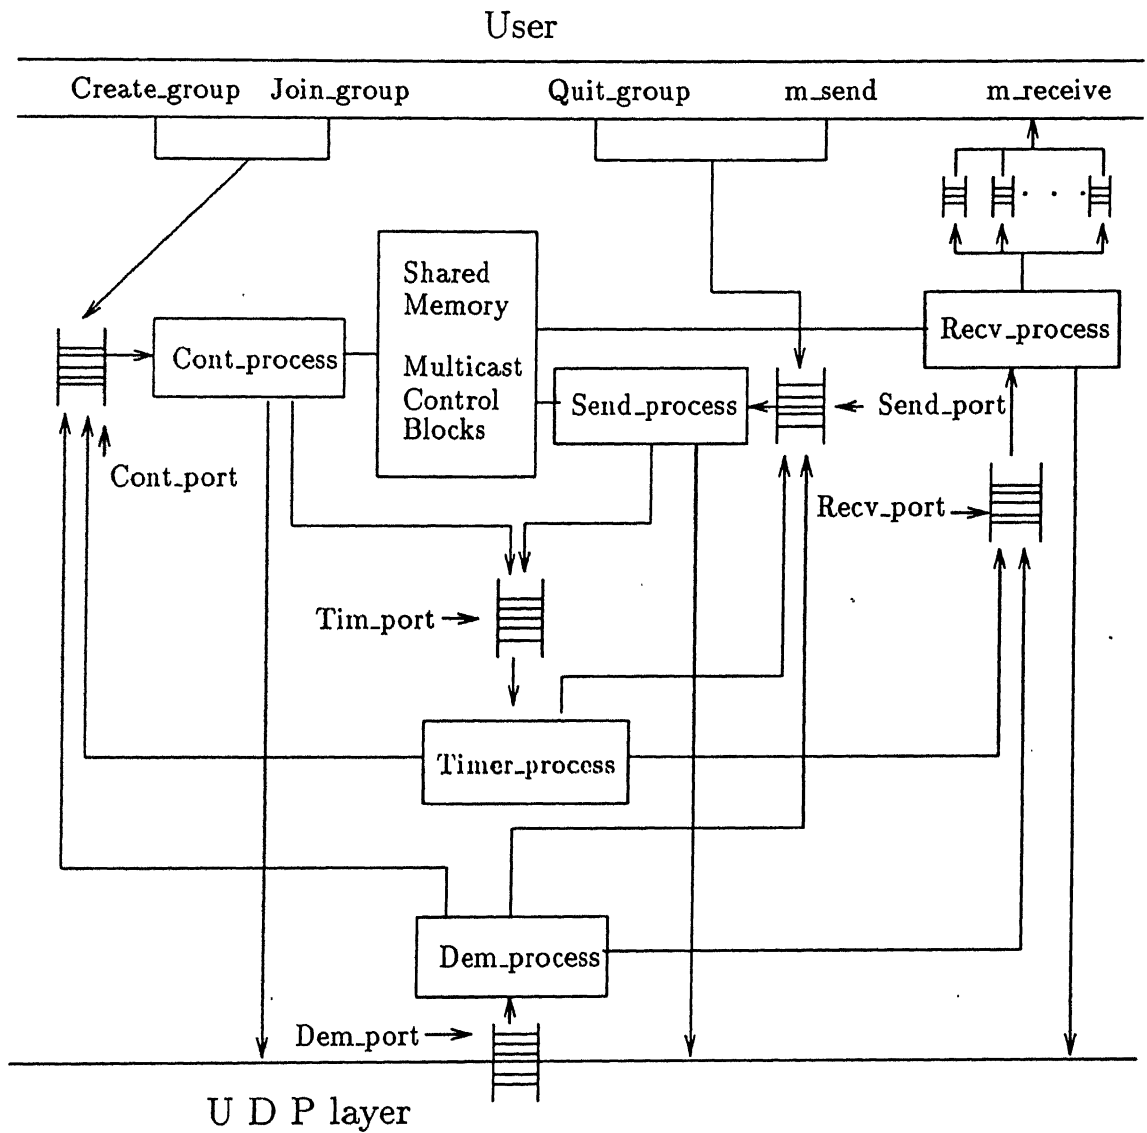 User
Create_group Join_group Quit_group m_send m_receive
Shared
Memory
Multicast
Control
Blocks
Recv_process
Cont_process
Send_process
Send_port
Cont_port
Recv_port
Tim_port
Timer_process
Dem_process
Dem_port
U D P layer